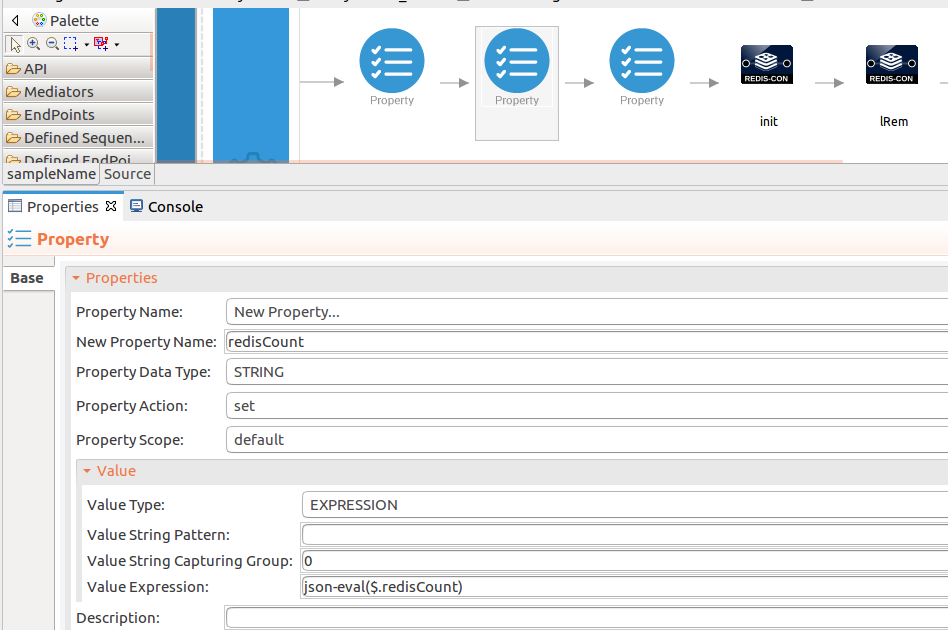 Palette
API
Mediators
EndPoints
Defined Sequen...
Defined EndPoi
Property
Property
Property
REDIS-CON
init
REDIS-CON
lRem
sampleName
Source
Properties
Console
Property
Base
Properties
Property Name:
New Property...
New Property Name:
redisCount
Property Data Type:
STRING
Property Action:
set
Property Scope:
default
Value
Value Type:
EXPRESSION
Value String Pattern:
Value String Capturing Group:
0
Value Expression:
json-eval($.redisCount)
Description: